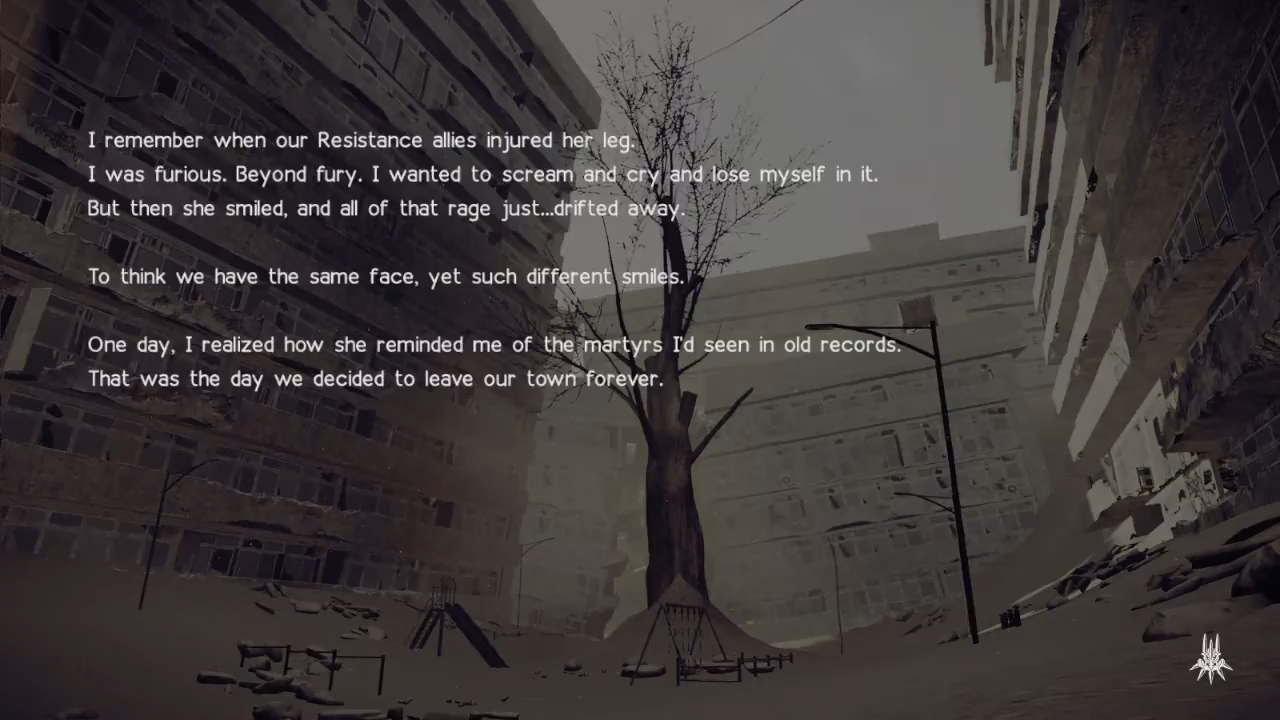 I remember when our Resistance allies injured her leg.
I was furious. Beyond fury. I wanted to scream and cry and lose myself in it.
But then she smiled, and all of that rage just...drifted away.
To think we have the same face, yet such different smiles.
One day, I realized how she reminded me of the martyrs I'd seen in old records.
That was the day we decided to leave our town forever.